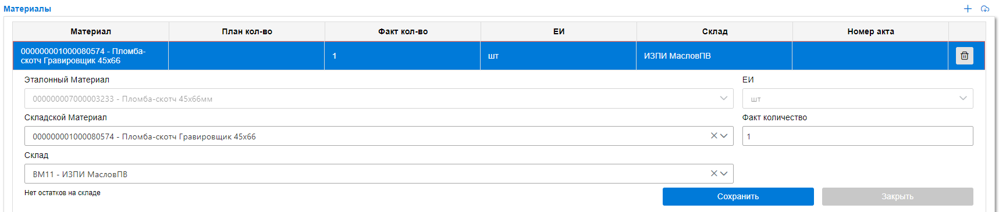 Материалы
Материал План кол-во Факт кол-во ЕИ Склад Номер акта
000000001000080574 - Пломба-
скотч Гравировщик 45х66
1 шт ИЗПИ МасловПВ
Эталонный Материал ЕИ
000000007000003233 - Пломба-скотч 45х66мм шт
Складской Материал Факт количество
000000001000080574 - Пломба-скотч Гравировщик 45х66 1
Склад
ВМ11 - ИЗПИ МасловПВ
Нет остатков на складе Сохранить Закрыть